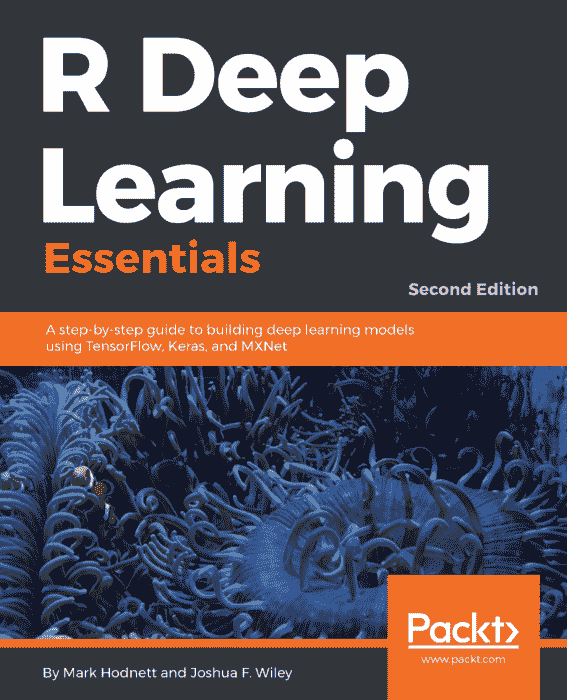 R Deep
Learning
Essentials
Second Edition
A step-by-step guide to building deep learning models
using TensorFlow, Keras, and MXNet
Packt>
www.packt.com
By Mark Hodnett and Joshua F. Wiley